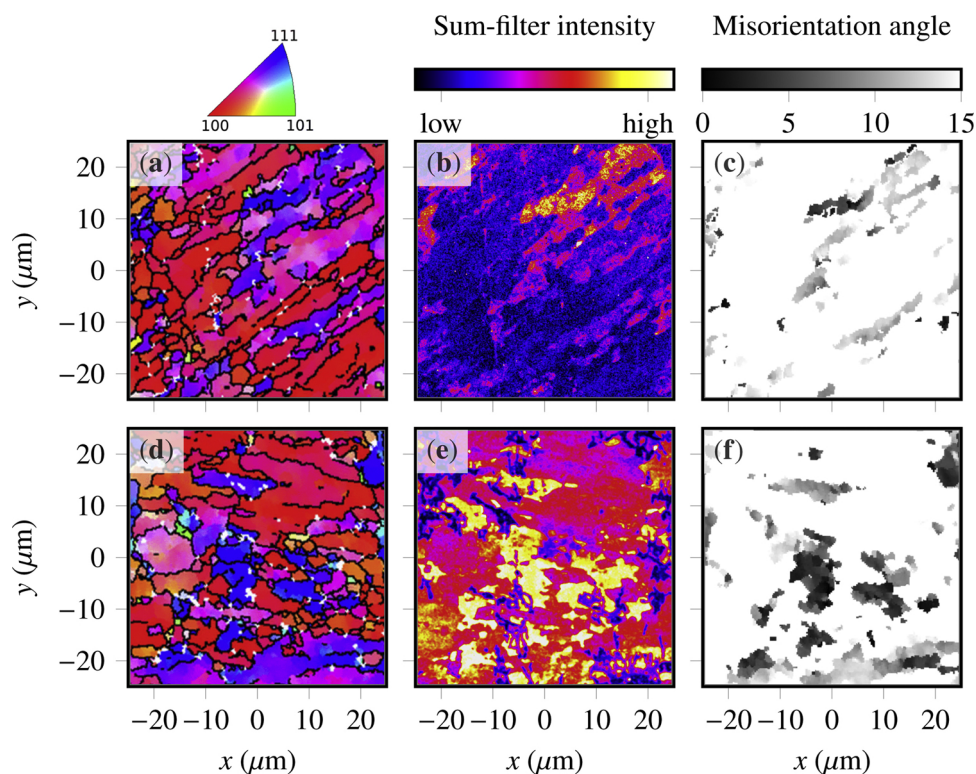 111
100
101
Sum-filter intensity
low
high
Misorientation angle
0
5
10
15
(a)
(b)
(c)
20
10
0
−10
−20
y (μm)
(d)
(e)
(f)
20
10
0
−10
−20
y (μm)
−20 −10 0 10 20
−20 −10 0 10 20
−20 −10 0 10 20
x (μm)
x (μm)
x (μm)